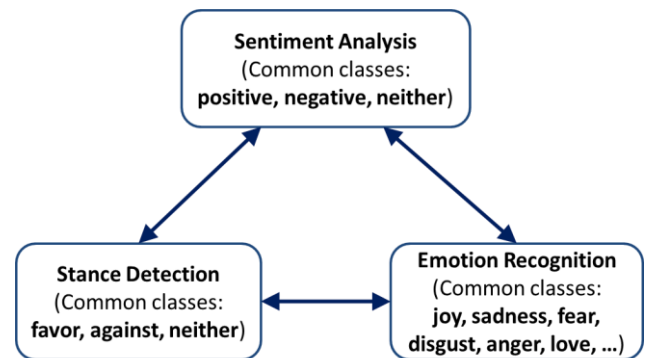 Sentiment Analysis
(Common classes:
positive, negative, neither)
Stance Detection
(Common classes:
favor, against, neither)
Emotion Recognition
(Common classes:
joy, sadness, fear,
disgust, anger, love, ...)